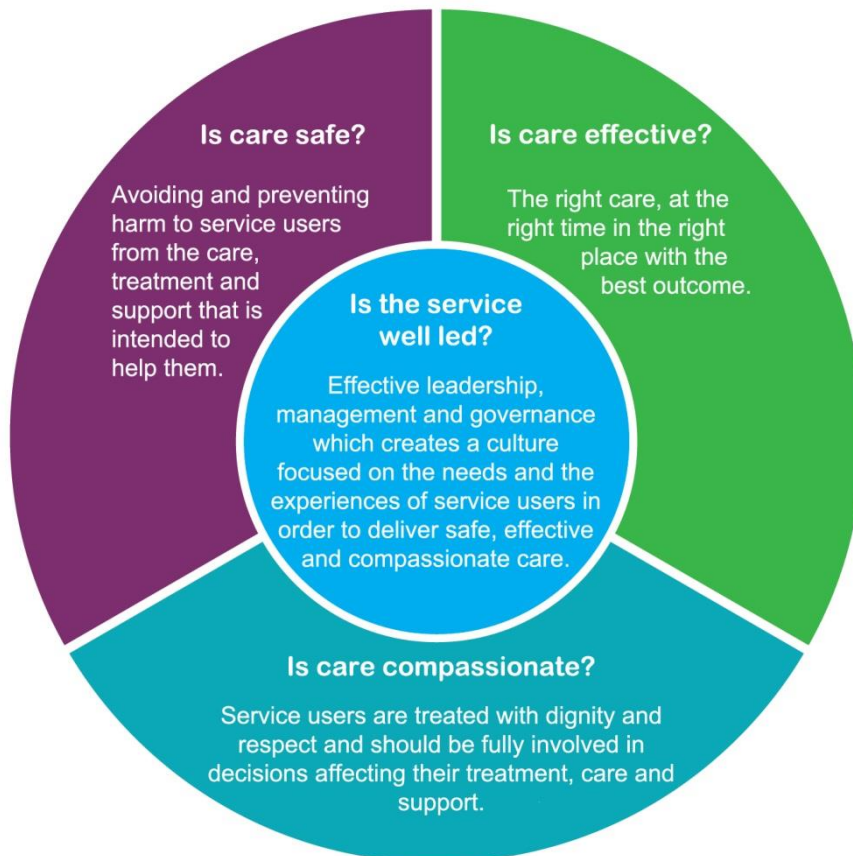 Is care safe?
Avoiding and preventing
harm to service users
from the care,
treatment and
support that is
intended to
help them.
Is care effective?
The right care, at the
right time in the right
place with the
best outcome.
Is the service
well led?
Effective leadership,
management and governance
which creates a culture
focused on the needs and the
experiences of service users in
order to deliver safe, effective
and compassionate care.
Is care compassionate?
Service users are treated with dignity and
respect and should be fully involved in
decisions affecting their treatment, care and
support.